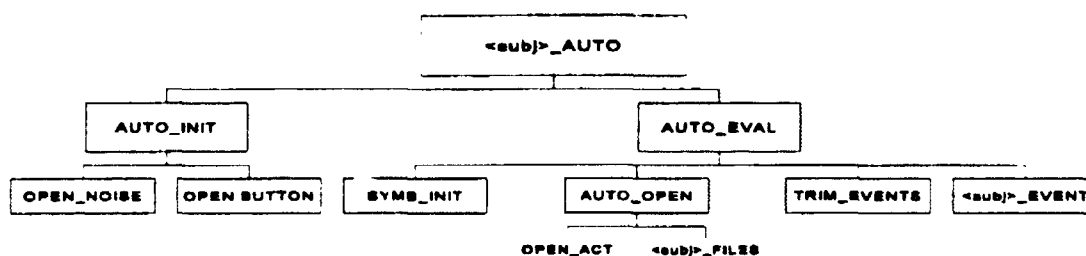 <subj>_AUTO
AUTO_INIT
AUTO_EVAL
OPEN_NOISE
OPEN BUTTON
SYMB_INIT
AUTO_OPEN
TRIM_EVENTS
<subj>_EVENT
OPEN_ACT
<subj>_FILES